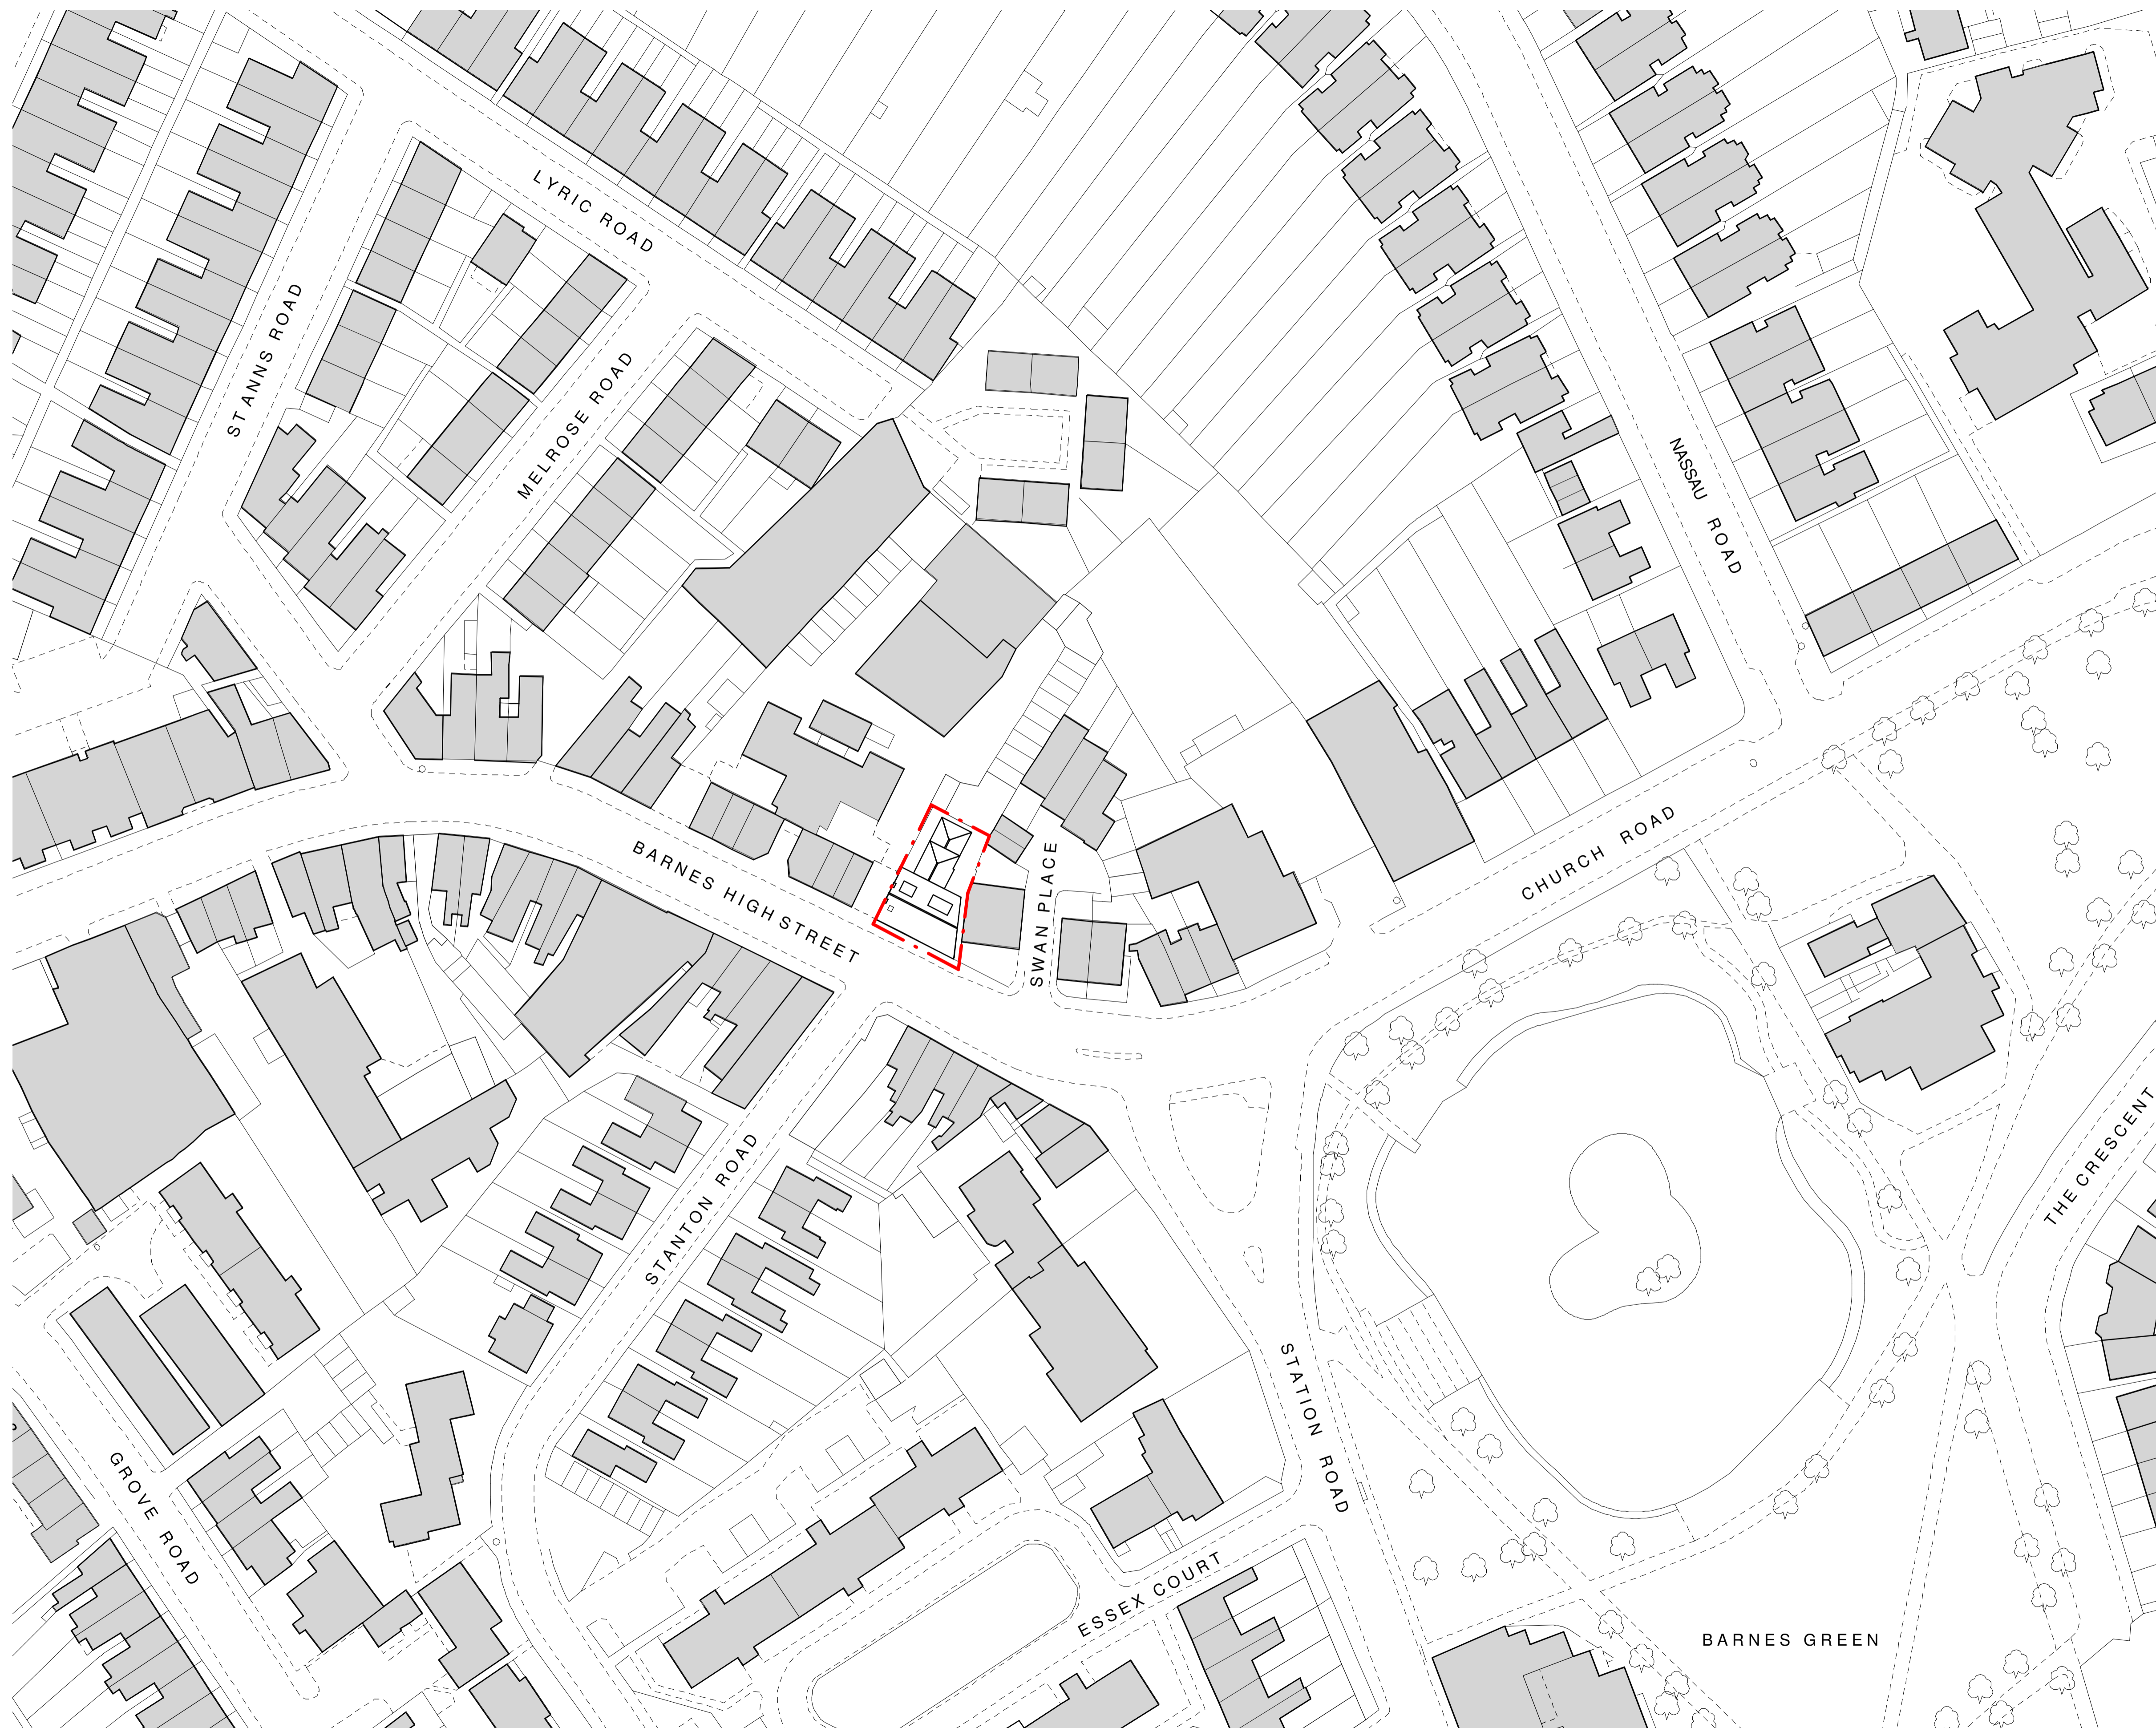 LYRIC ROAD
ST ANNS ROAD
MELROSE ROAD
NASSAU ROAD
BARNES HIGH STREET
SWAN PLACE
CHURCH ROAD
STANTON ROAD
THE CRESCENT
STATION ROAD
GROVE ROAD
ESSEX COURT
BARNES GREEN